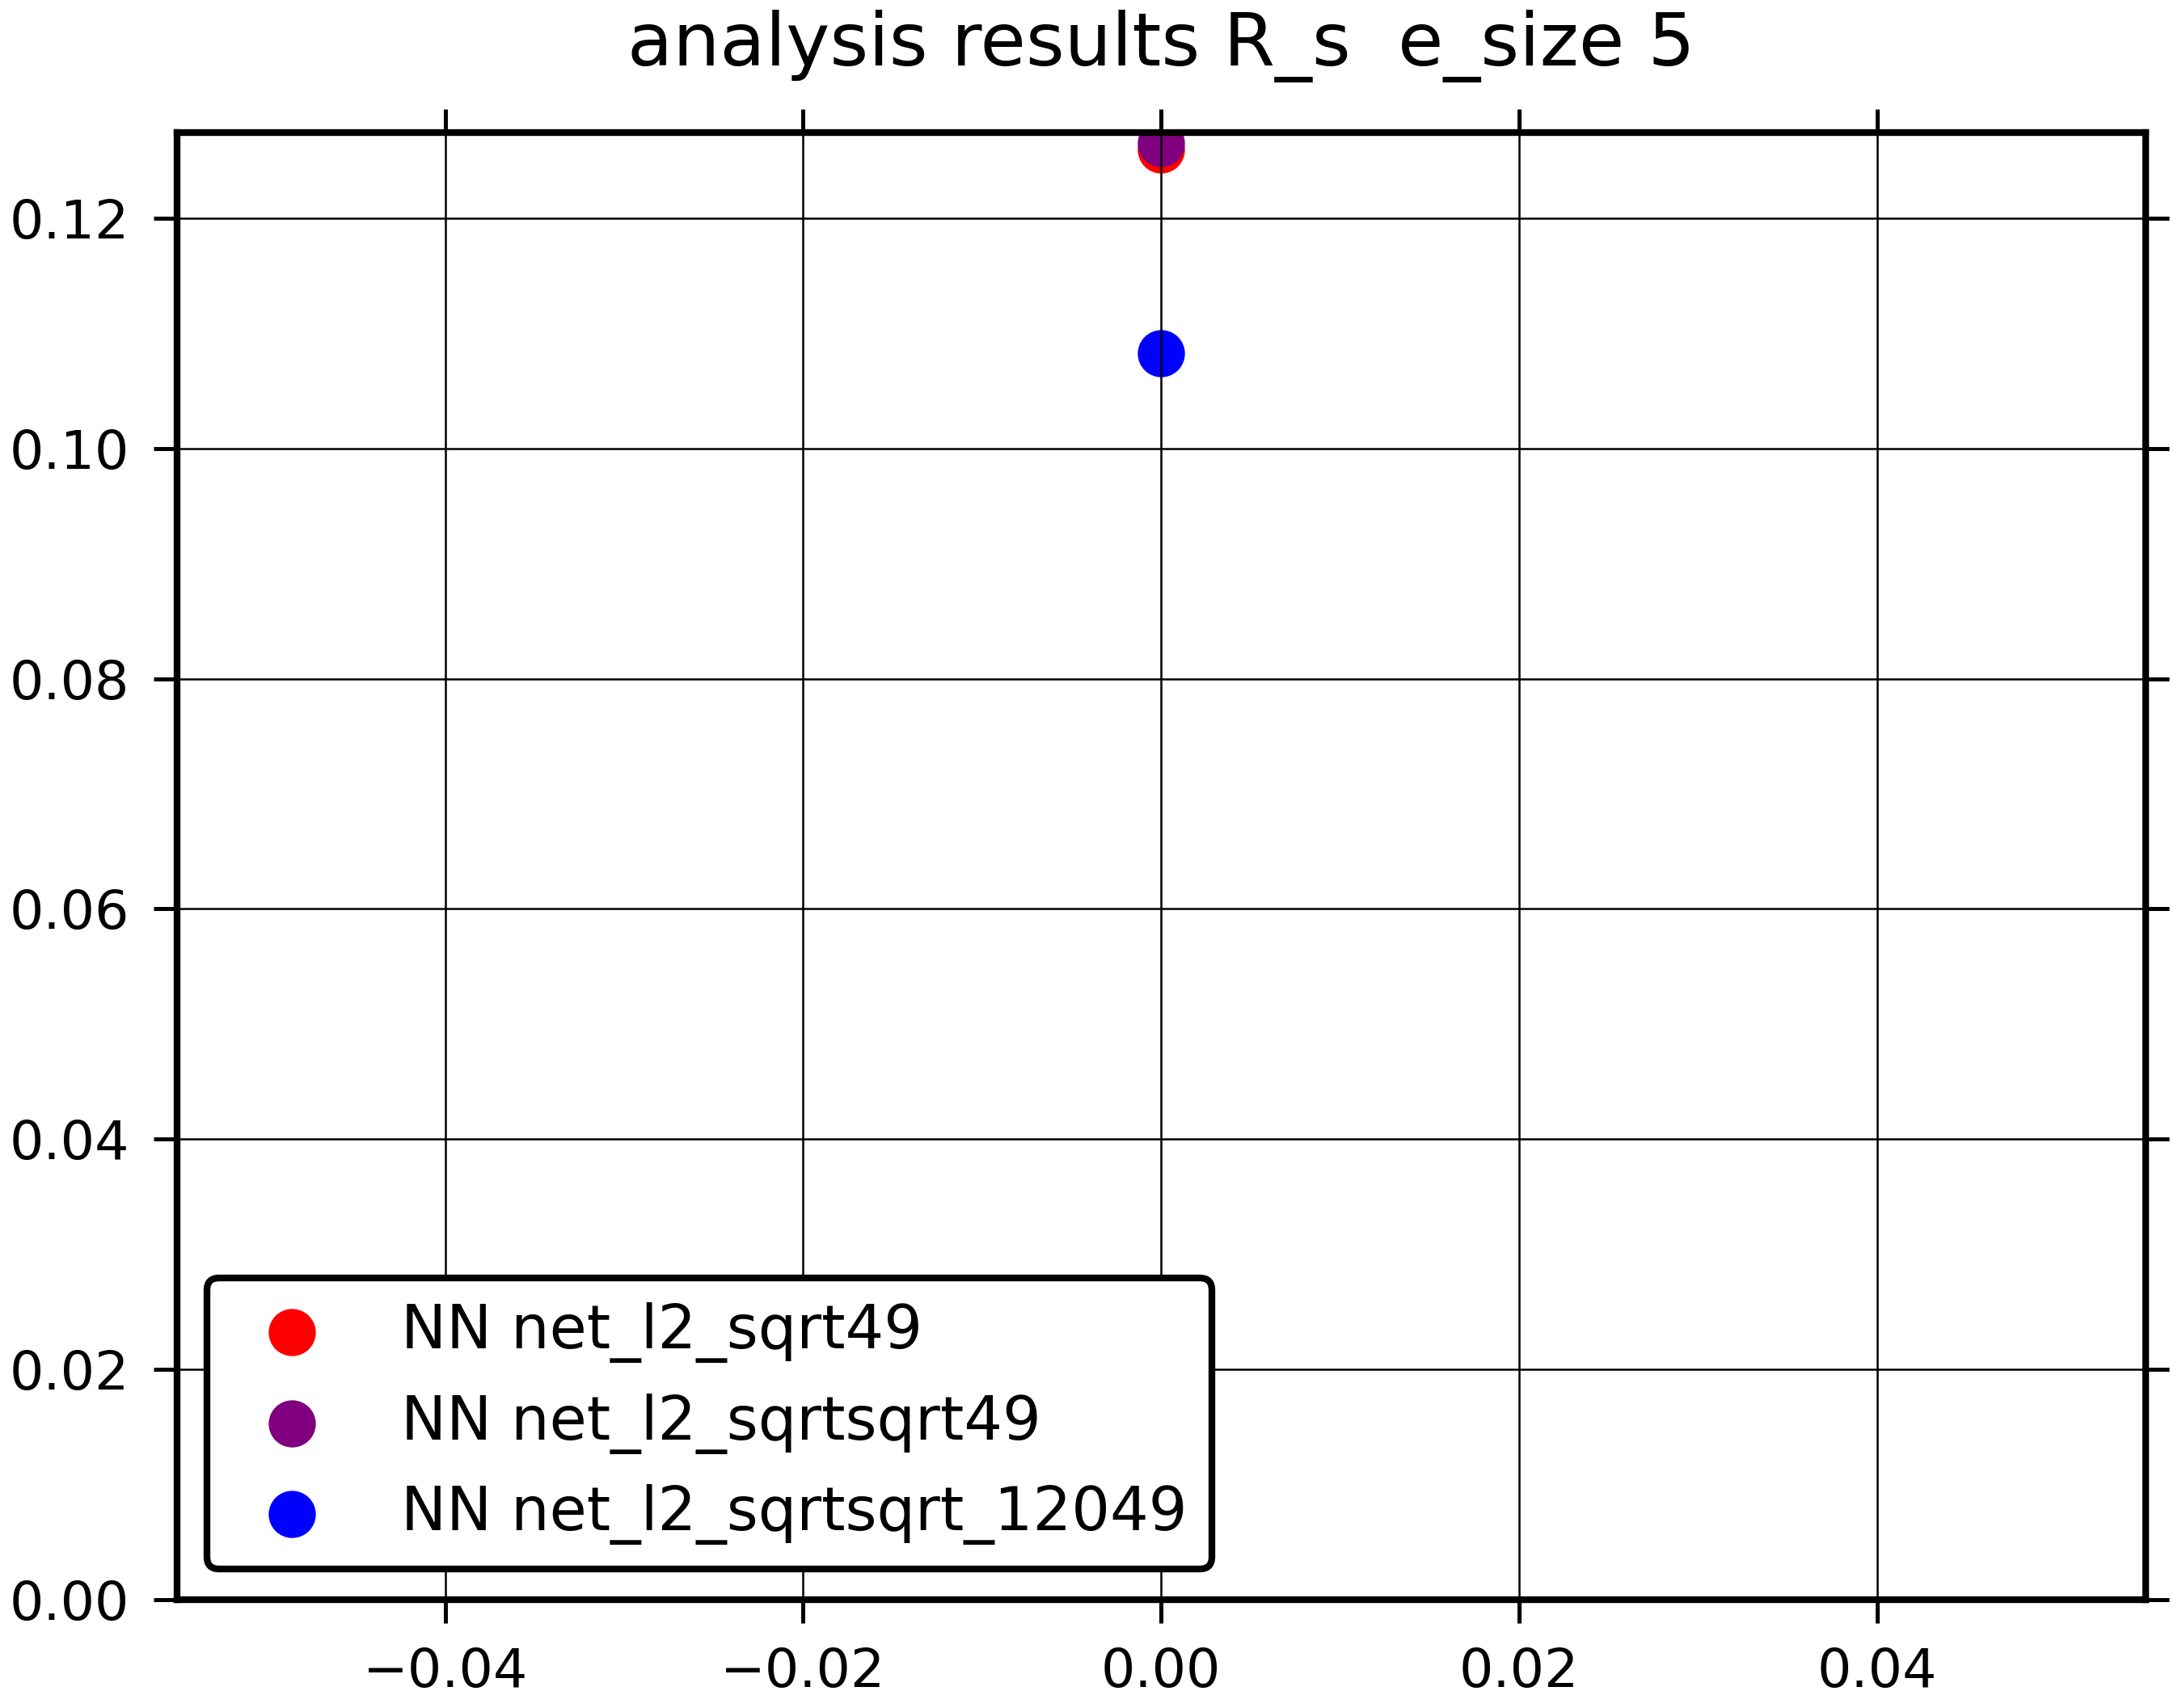 analysis results R_s  e_size 5
0.12
0.10
0.08
0.06
0.04
0.02
0.00
NN net_l2_sqrt49
NN net_l2_sqrtsqrt49
NN net_l2_sqrtsqrt_12049
−0.04 −0.02 0.00 0.02 0.04